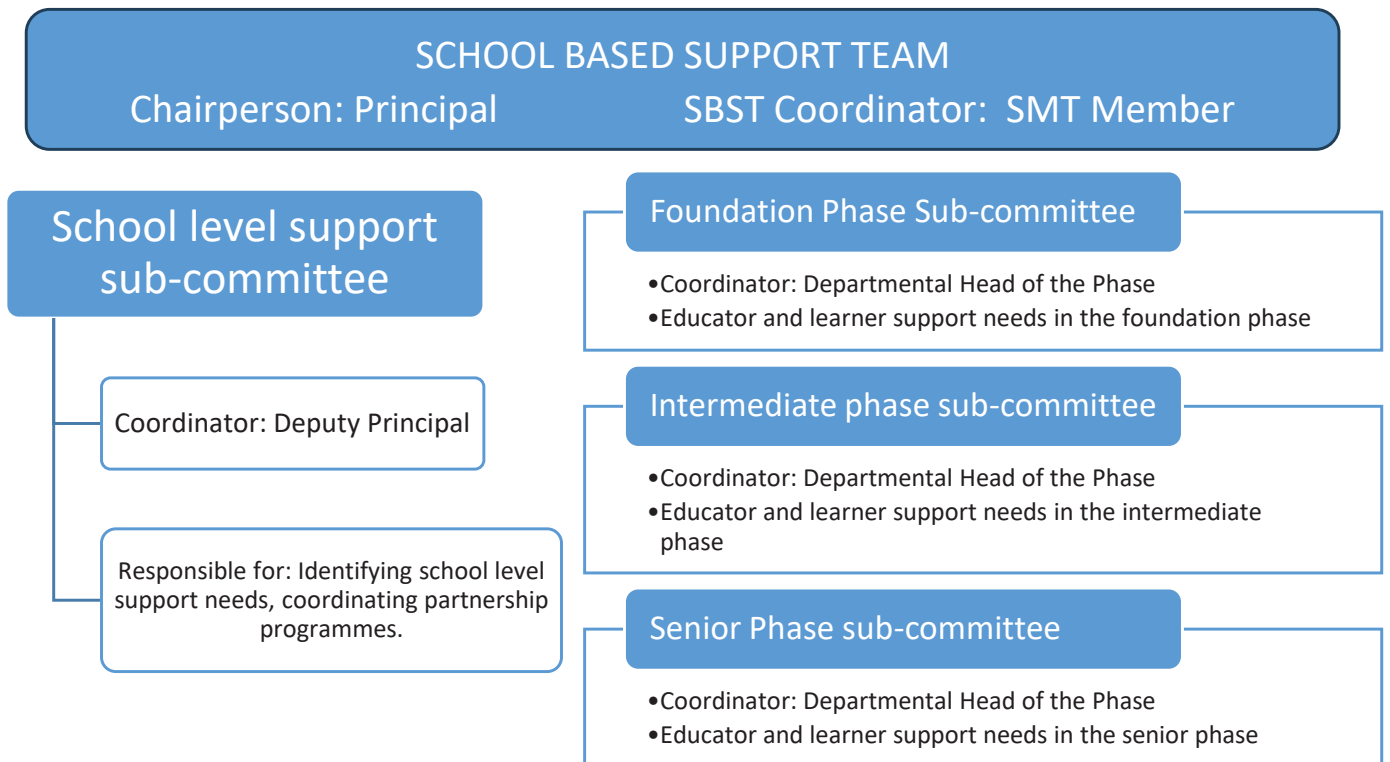 SCHOOL BASED SUPPORT TEAM
Chairperson: Principal SBST Coordinator: SMT Member
School level support
sub-committee
Coordinator: Deputy Principal
Responsible for: Identifying school level
support needs, coordinating partnership
programmes.
Foundation Phase Sub-committee
•Coordinator: Departmental Head of the Phase
•Educator and learner support needs in the foundation phase
Intermediate phase sub-committee
•Coordinator: Departmental Head of the Phase
•Educator and learner support needs in the intermediate
phase
Senior Phase sub-committee
•Coordinator: Departmental Head of the Phase
•Educator and learner support needs in the senior phase